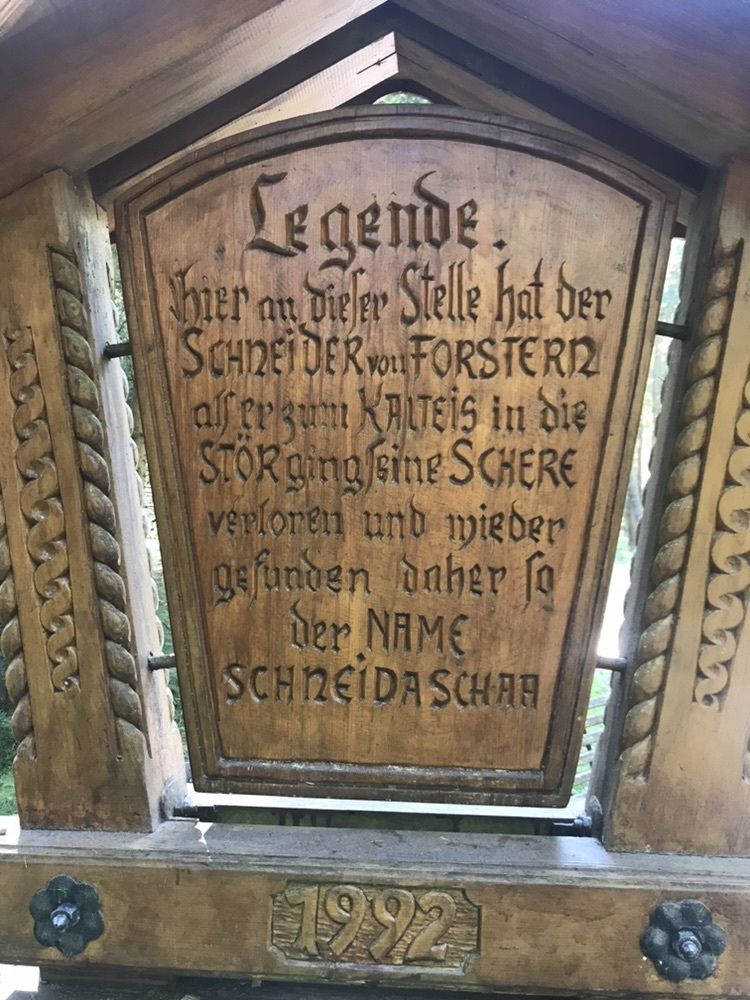 Legende.
hier an dieser Stelle hat der
SCHNEIDER von FORSTERN
als er zum KALTEIS in die
STÖR ging seine SCHERE
verloren und wieder
gefunden daher so
der NAME
SCHNEIDASCHAA
1992